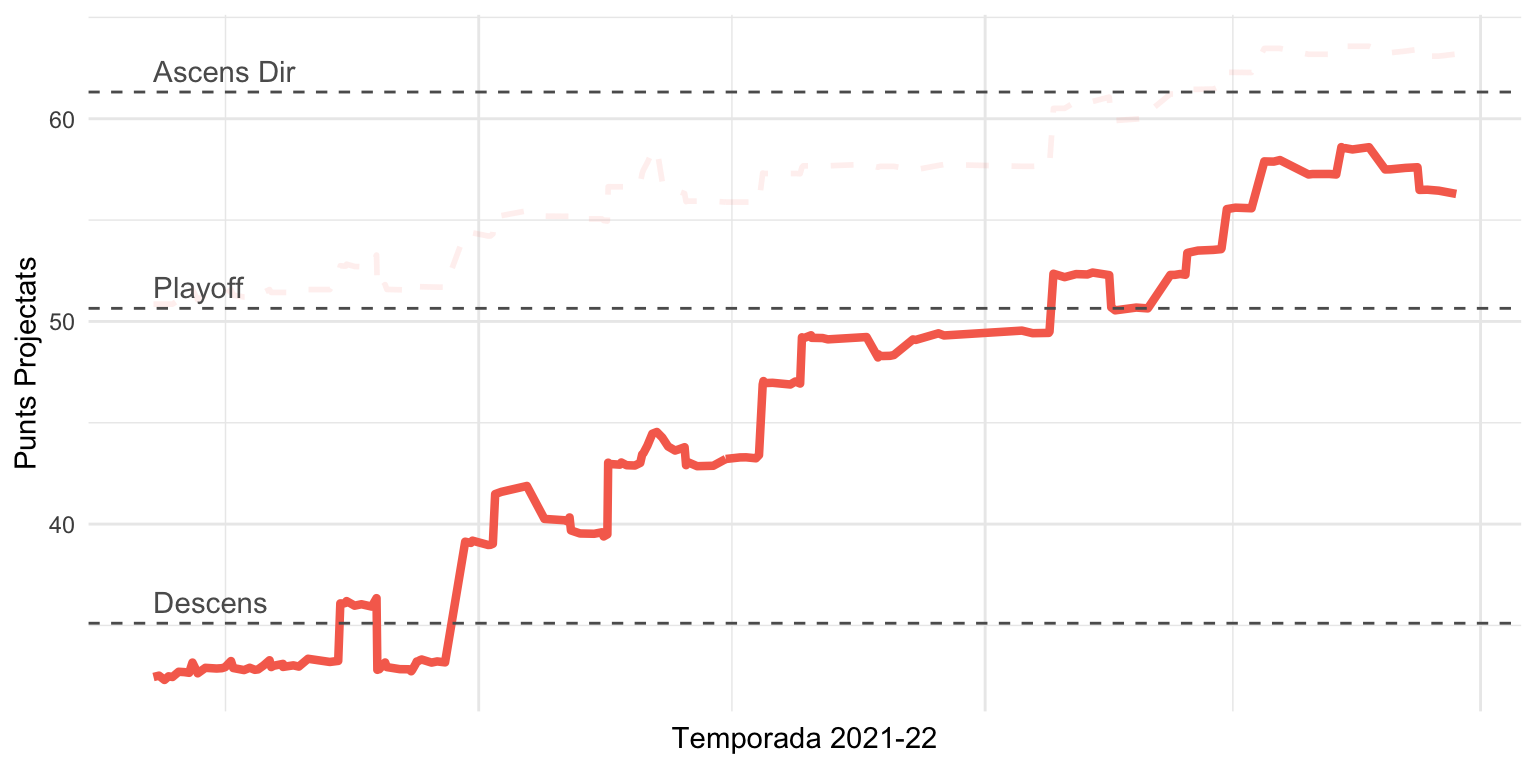 Ascens Dir
60
Playoff
50
Punts Projectats
40
Descens
Temporada 2021-22